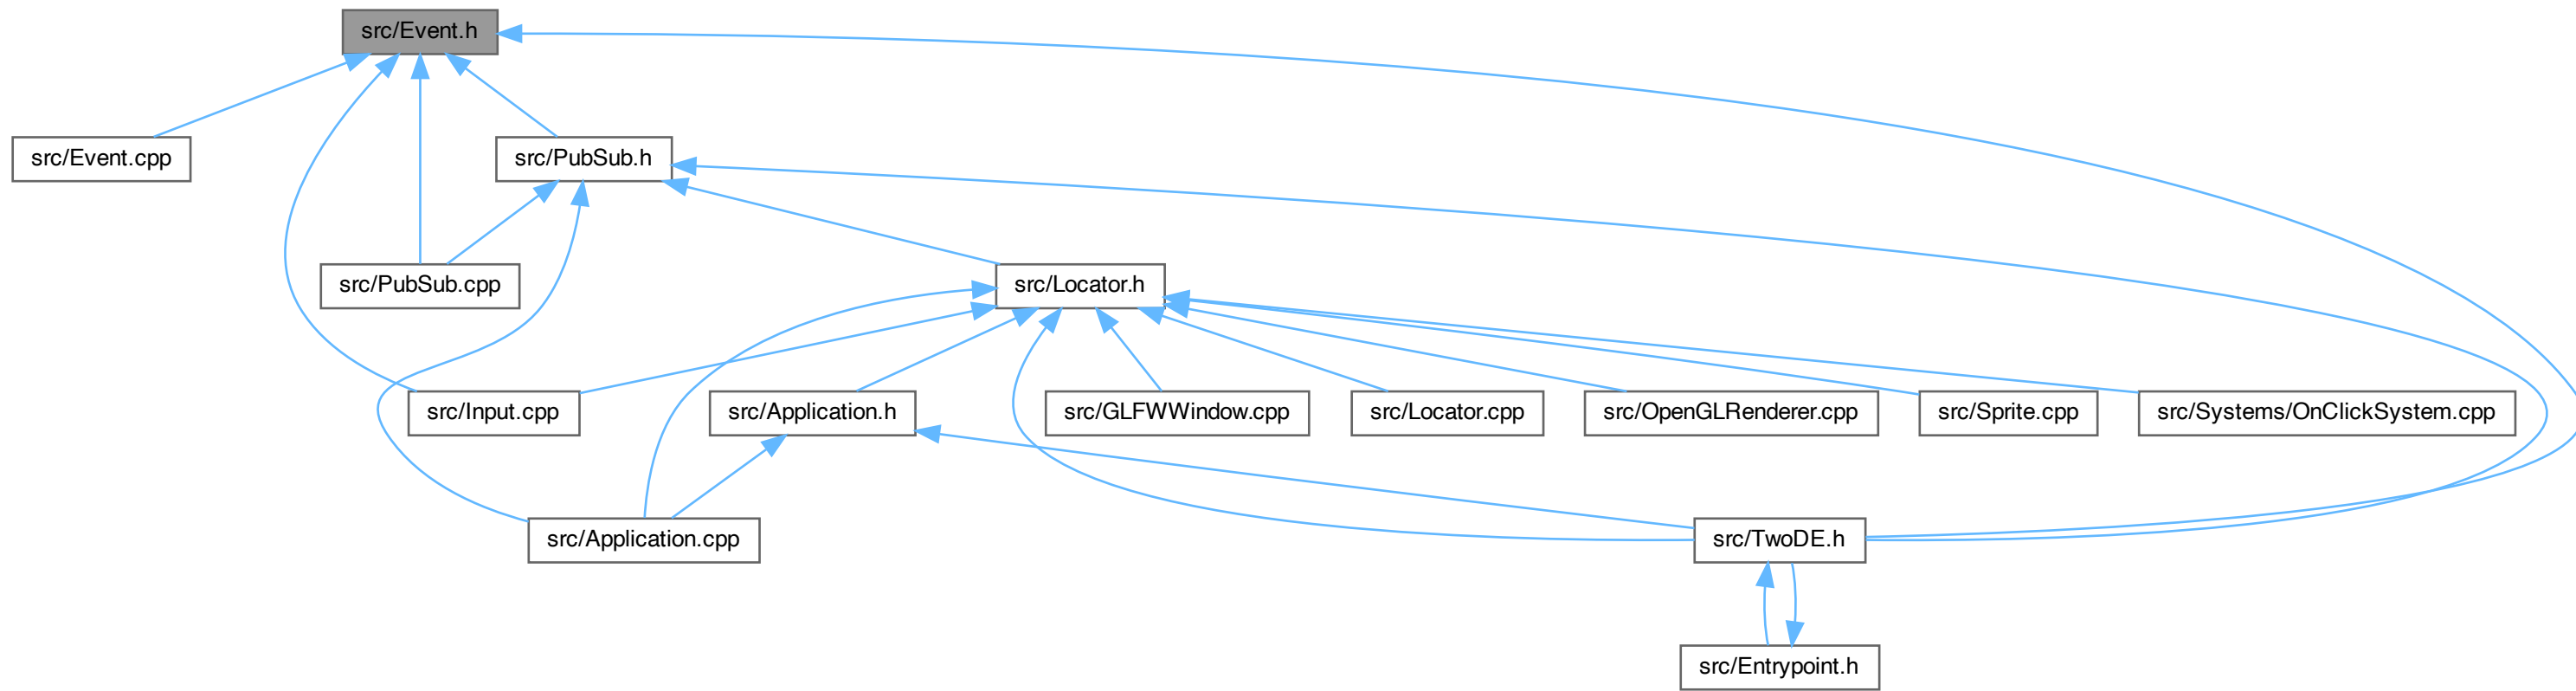 src/Event.h
src/Event.cpp
src/PubSub.h
src/PubSub.cpp
src/Locator.h
src/Input.cpp
src/Application.h
src/GLFWWindow.cpp
src/Locator.cpp
src/OpenGLRenderer.cpp
src/Sprite.cpp
src/Systems/OnClickSystem.cpp
src/Application.cpp
src/TwoDE.h
src/Entrypoint.h